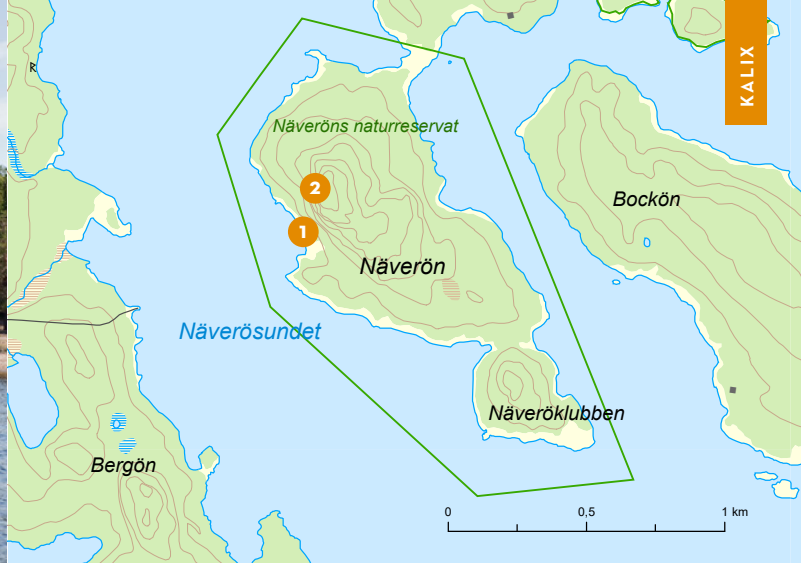 KALIX
Näveröns naturreservat
2
Bockön
1
Näverön
Näverösundet
Näveröklubben
Bergön
0 0,5 1 km
R